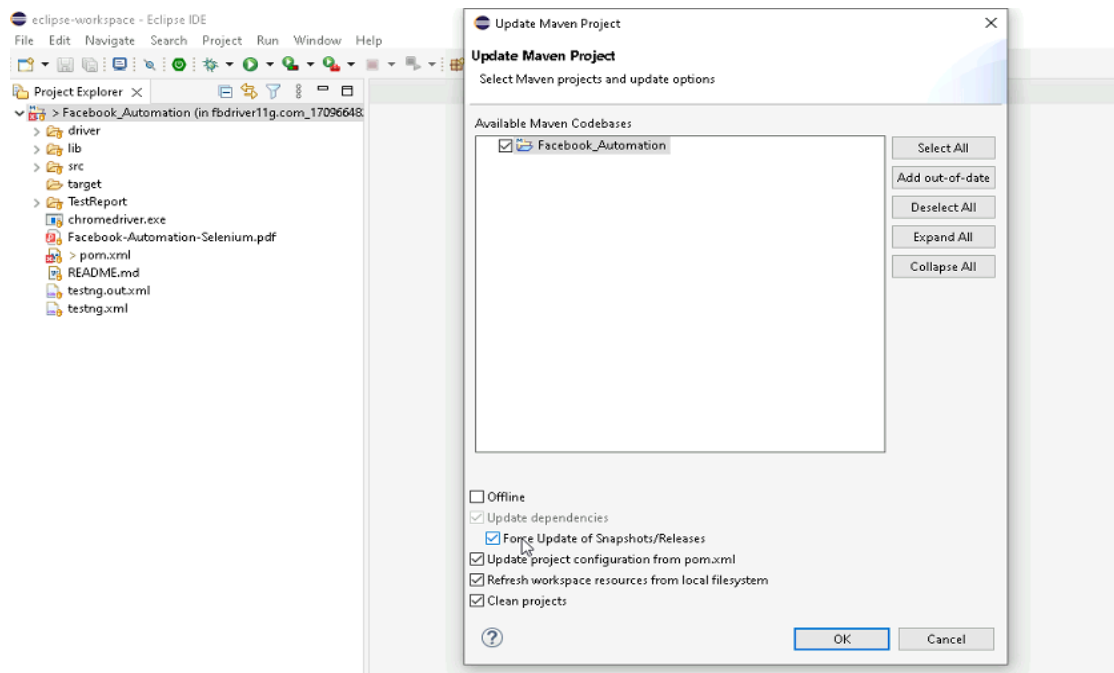 eclipse-workspace - Eclipse IDE
File Edit Navigate Search Project Run Window Help
Project Explorer
> Facebook_Automation (in fbdriver11g.com_170966482
driver
lib
src
target
TestReport
chromedriver.exe
Facebook-Automation-Selenium.pdf
> pom.xml
README.md
testng.out.xml
testng.xml
Update Maven Project
Update Maven Project
Select Maven projects and update options
Available Maven Codebases
Facebook_Automation
Select All
Add out-of-date
Deselect All
Expand All
Collapse All
Offline
Update dependencies
Force Update of Snapshots/Releases
Update project configuration from pom.xml
Refresh workspace resources from local filesystem
Clean projects
OK
Cancel